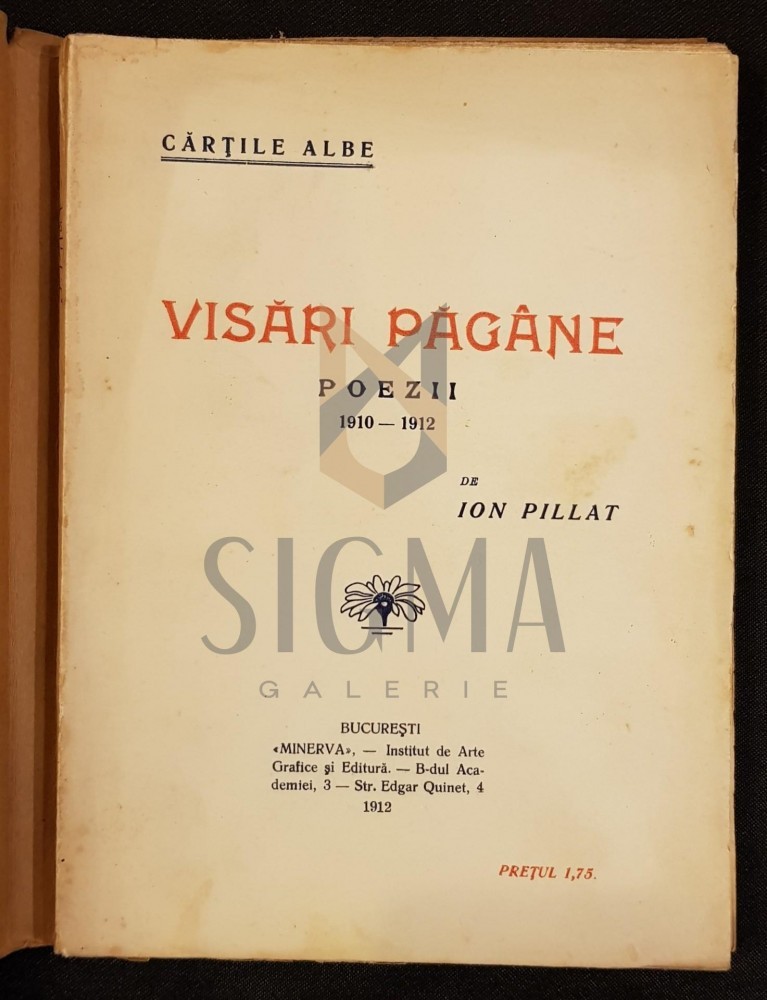 CĂRŢILE ALBE
VISĂRI PĂGÂNE
POEZII
1910 — 1912
DE
ION PILLAT
SIGMA
GALERIE
BUCUREŞTI
«MINERVA», — Institut de Arte
Grafice şi Editură. — B-dul Aca-
demiei, 3 — Str. Edgar Quinet, 4
1912
PREŢUL 1,75.